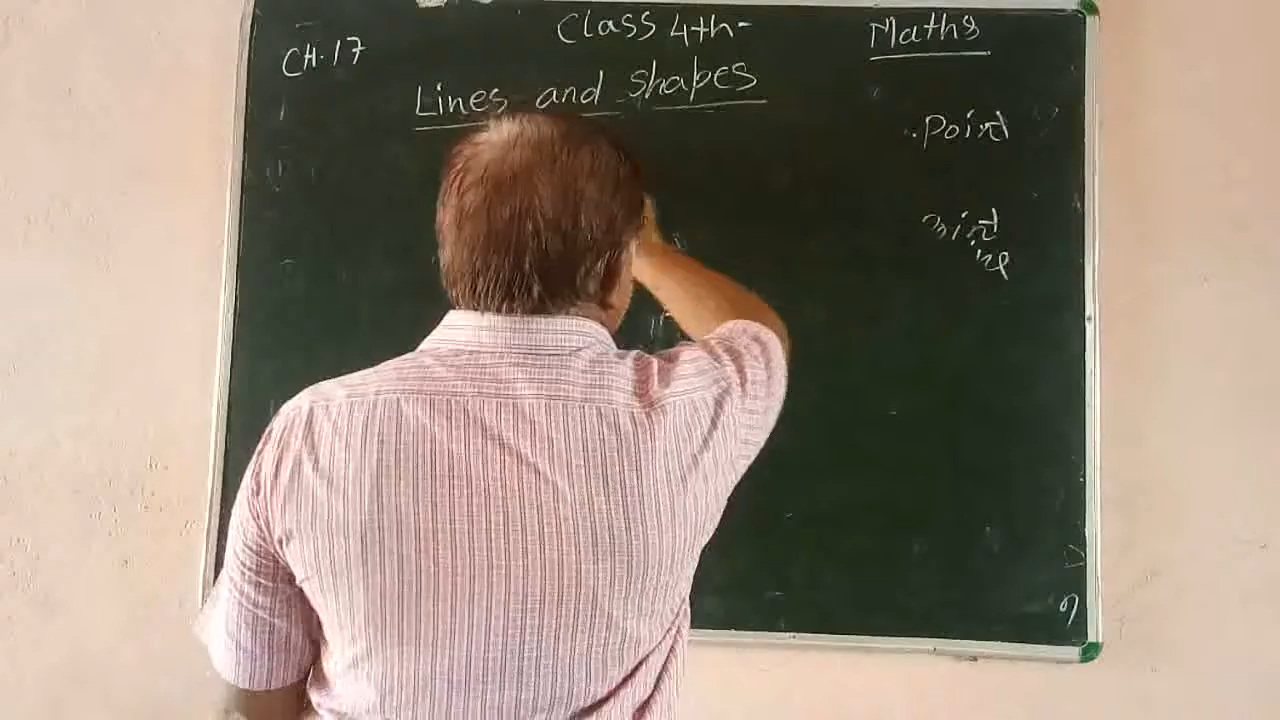 CH.17
Class 4th-
Maths
Lines and shapes
.Point